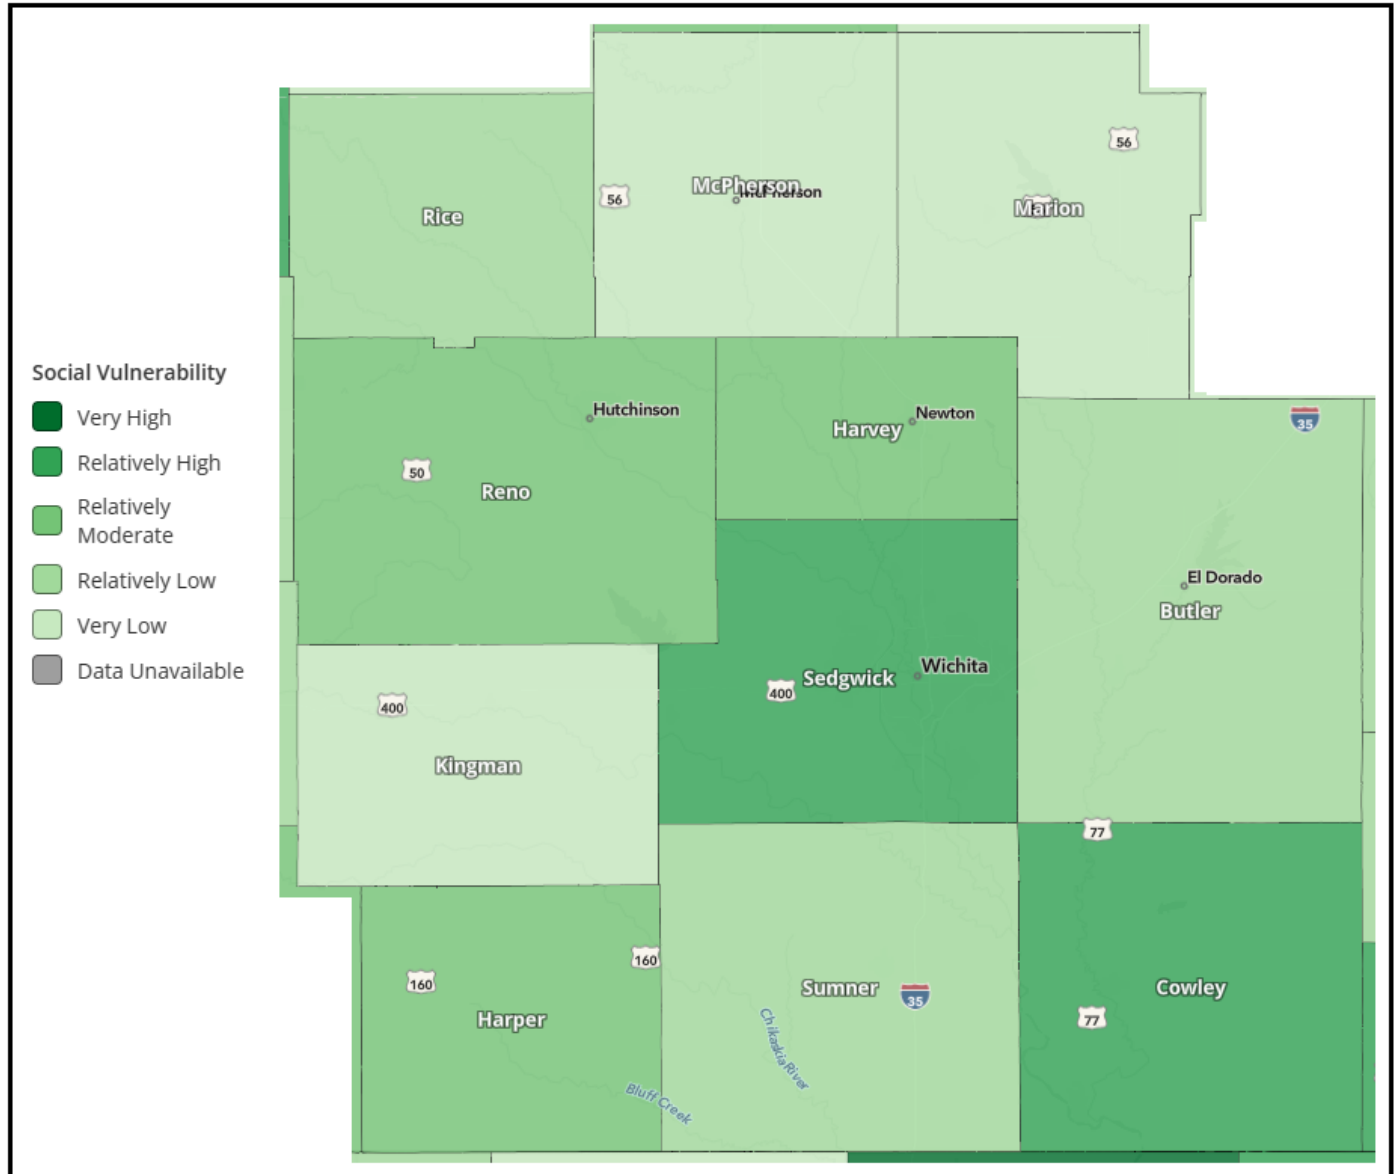 Social Vulnerability
Very High
Relatively High
Relatively
Moderate
Relatively Low
Very Low
Data Unavailable
56
McPherson
McPherson
56
Rice
Marion
Hutchinson
Newton
Harvey
35
50
Reno
El Dorado
Butler
Wichita
Sedgwick
400
400
Kingman
77
160
160
Sumner
35
Cowley
77
Harper
Chikaskia River
Bluff Creek